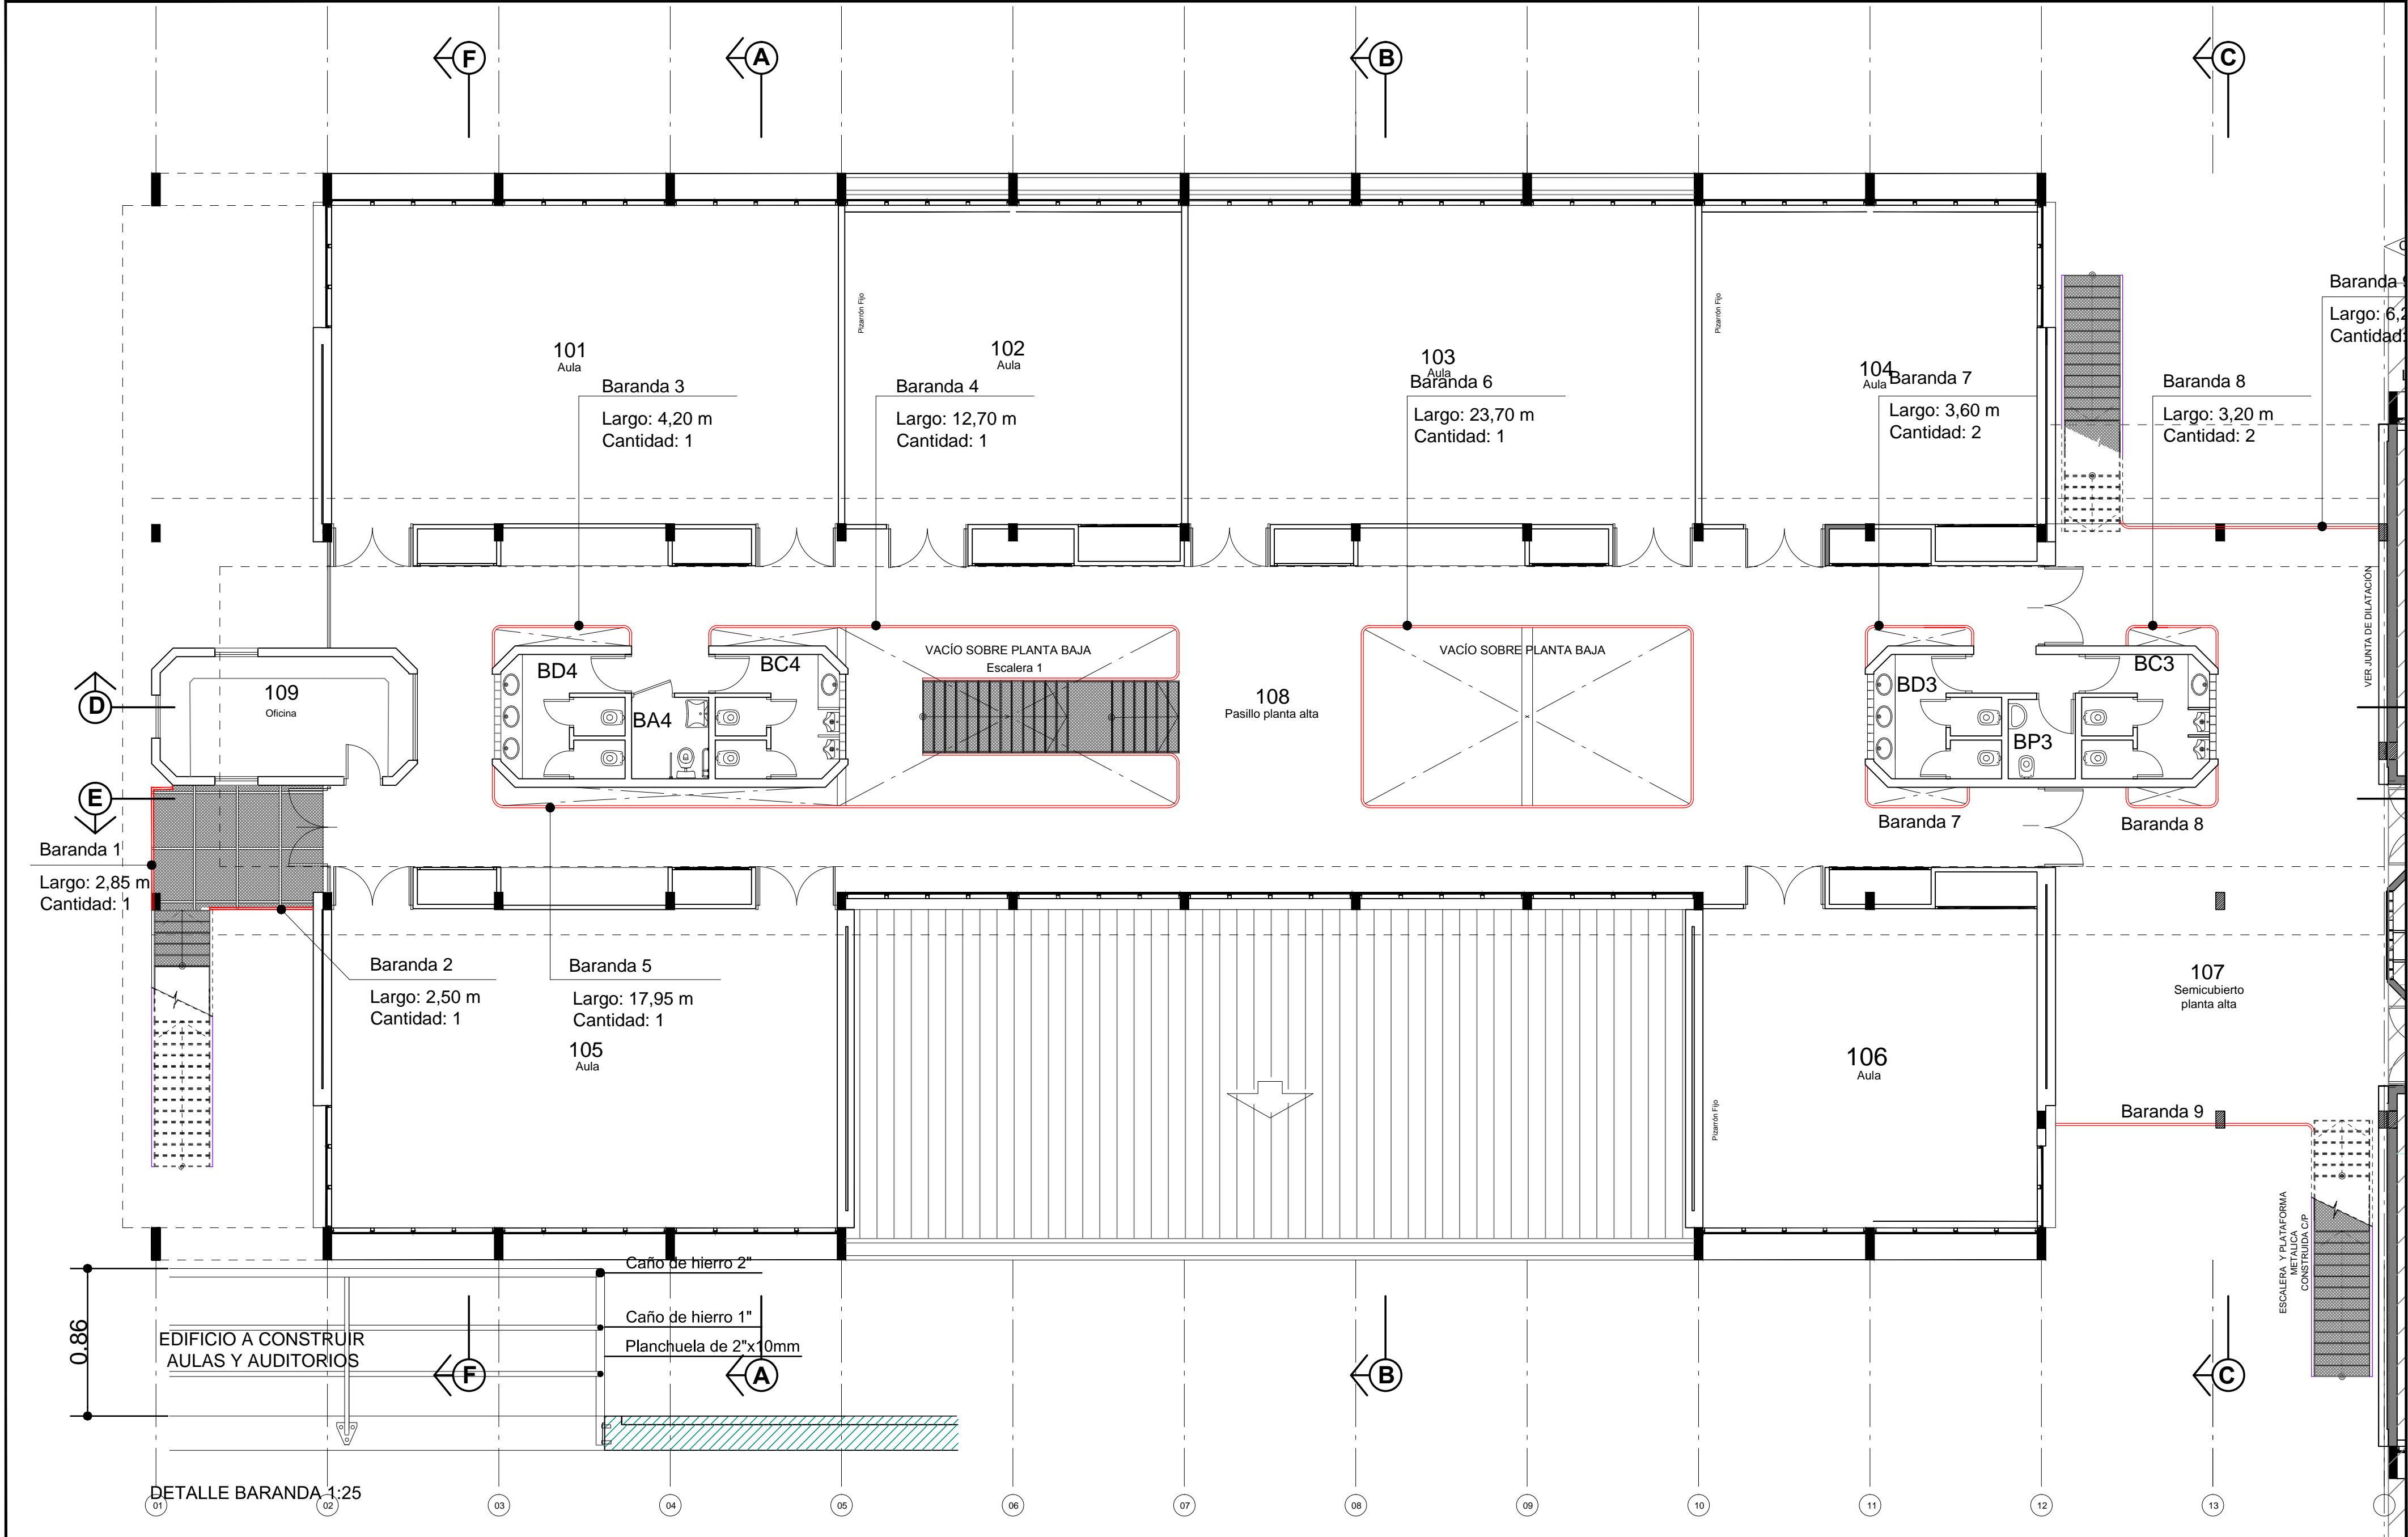 F
A
B
C
Pizarrón Fijo
Pizarrón Fijo
101
Aula
102
Aula
103
Aula
104
Aula
Baranda 3
Largo: 4,20 m
Cantidad: 1
Baranda 4
Largo: 12,70 m
Cantidad: 1
Baranda 6
Largo: 23,70 m
Cantidad: 1
Baranda 7
Largo: 3,60 m
Cantidad: 2
Baranda 8
Largo: 3,20 m
Cantidad: 2
Baranda
Largo: 6,2
Cantidad:
VER JUNTA DE DILATACIÓN
D
109
Oficina
BD4
BA4
BC4
VACÍO SOBRE PLANTA BAJA
Escalera 1
108
Pasillo planta alta
VACÍO SOBRE PLANTA BAJA
BD3
BP3
BC3
E
Baranda 7
Baranda 8
Baranda 1
Largo: 2,85 m
Cantidad: 1
Baranda 2
Largo: 2,50 m
Cantidad: 1
Baranda 5
Largo: 17,95 m
Cantidad: 1
105
Aula
106
Aula
Pizarrón Fijo
107
Semicubierto
planta alta
Baranda 9
ESCALERA Y PLATAFORMA
METALICA
CONSTRUIDA C/P
Caño de hierro 2"
Caño de hierro 1"
Planchuela de 2"x10mm
0.86
EDIFICIO A CONSTRUIR
AULAS Y AUDITORIOS
F
A
B
C
DETALLE BARANDA 1:25
01
02
03
04
05
06
07
08
09
10
11
12
13